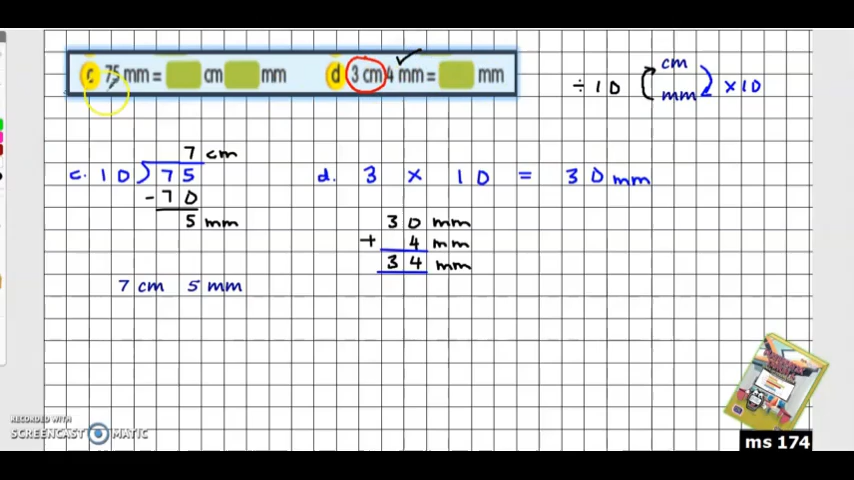 c 75 mm = cm mm d 3 cm 4 mm = mm
cm
÷ 10 mm × 10
7 cm
c. 10 75
- 70
5 mm
7 cm 5 mm
d. 3 × 10 = 30 mm
30 mm
+ 4 mm
34 mm
RECORDED WITH
SCREENCAST MATIC
ms 174